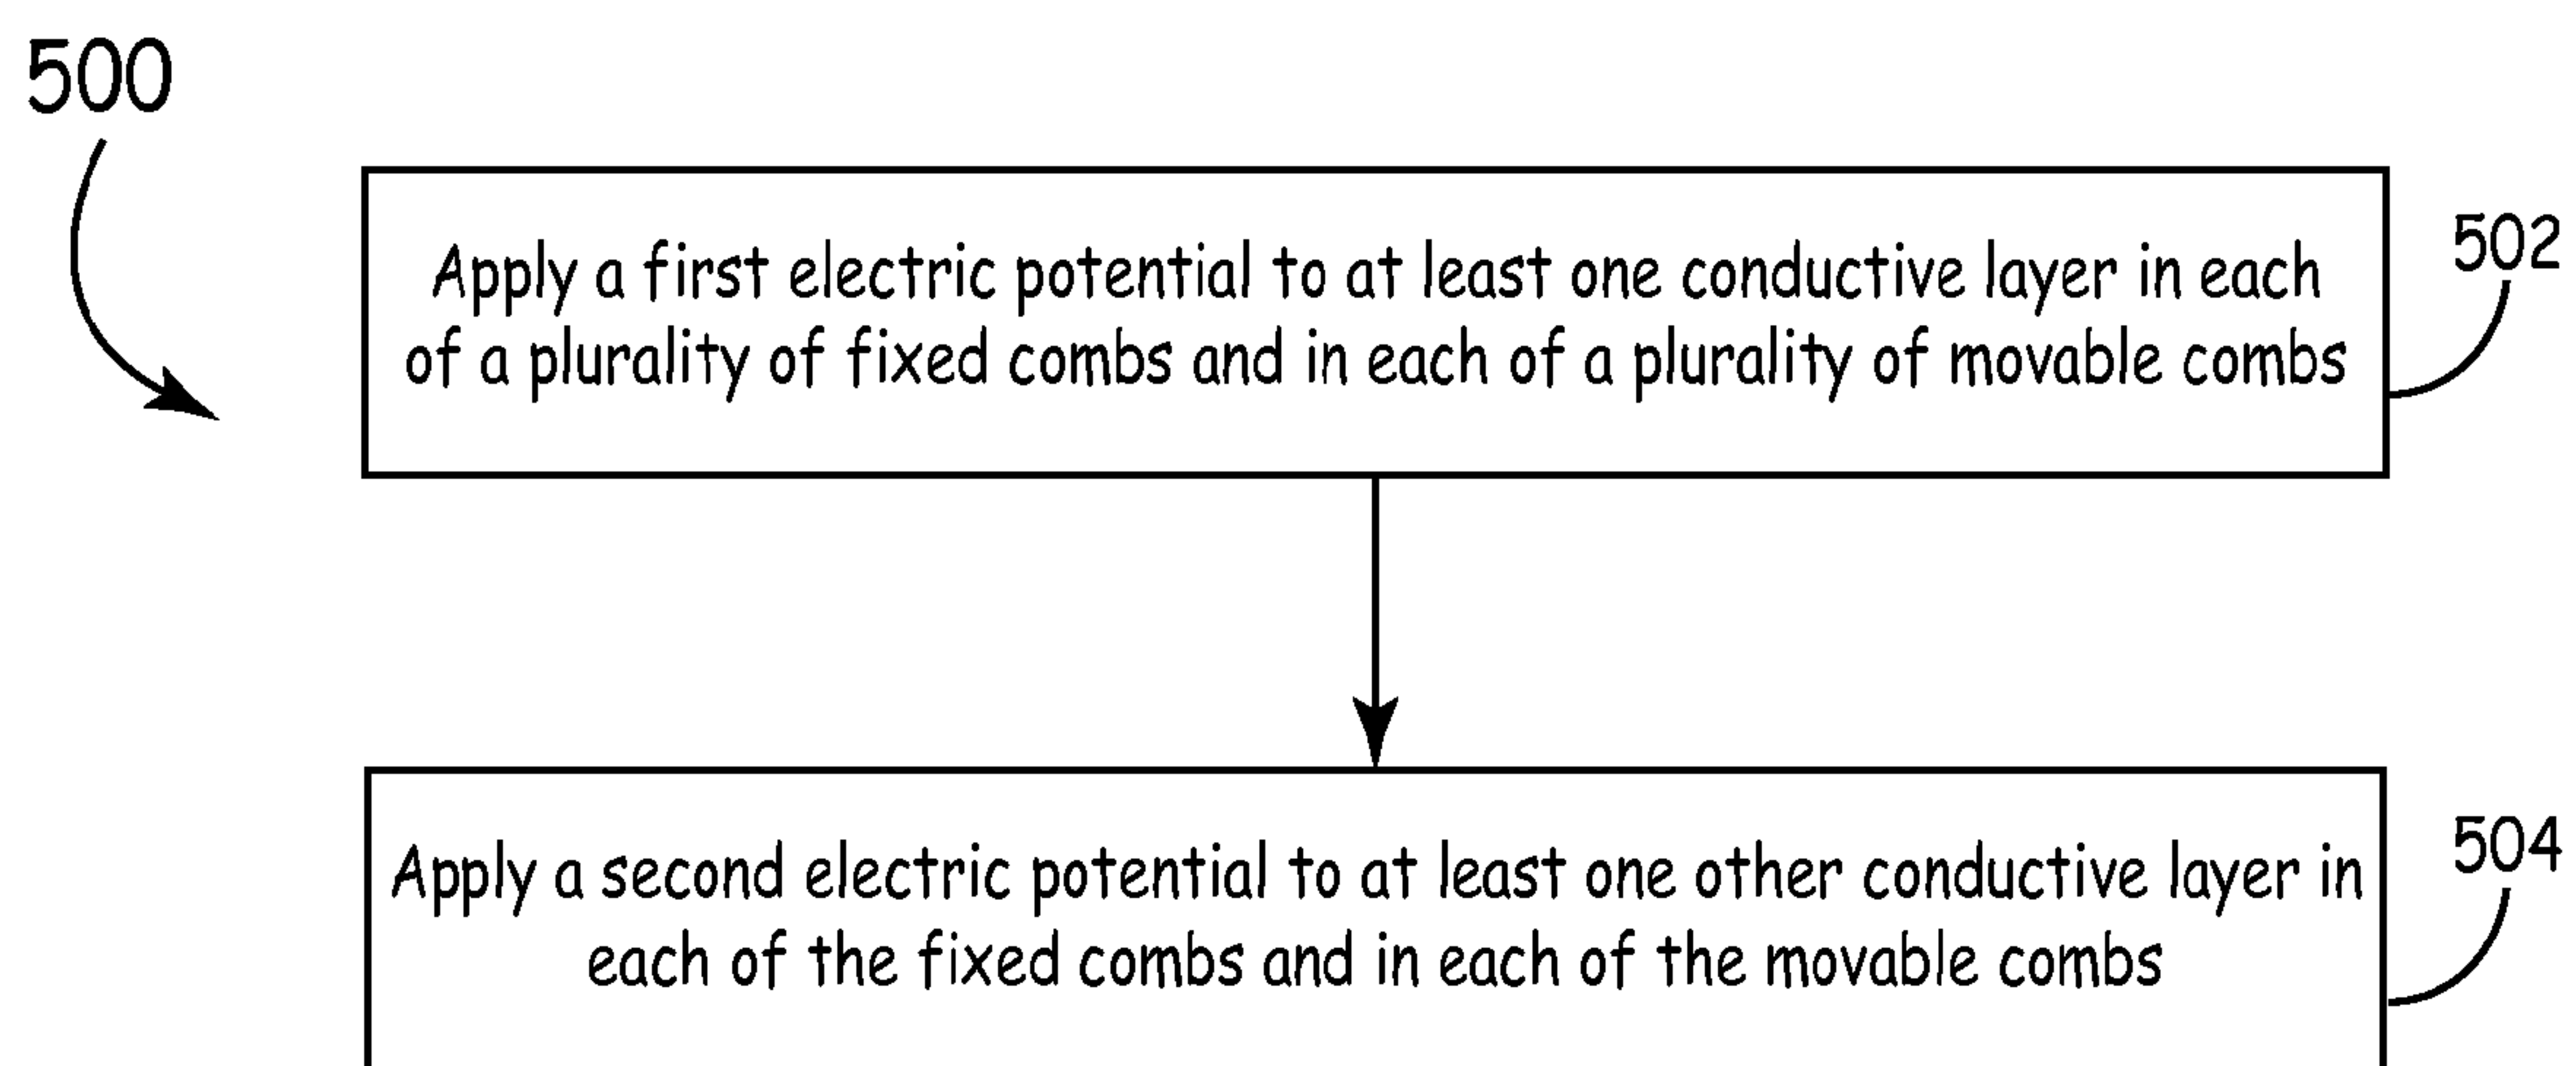 500
Apply a first electric potential to at least one conductive layer in each
of a plurality of fixed combs and in each of a plurality of movable combs
502
Apply a second electric potential to at least one other conductive layer in
each of the fixed combs and in each of the movable combs
504